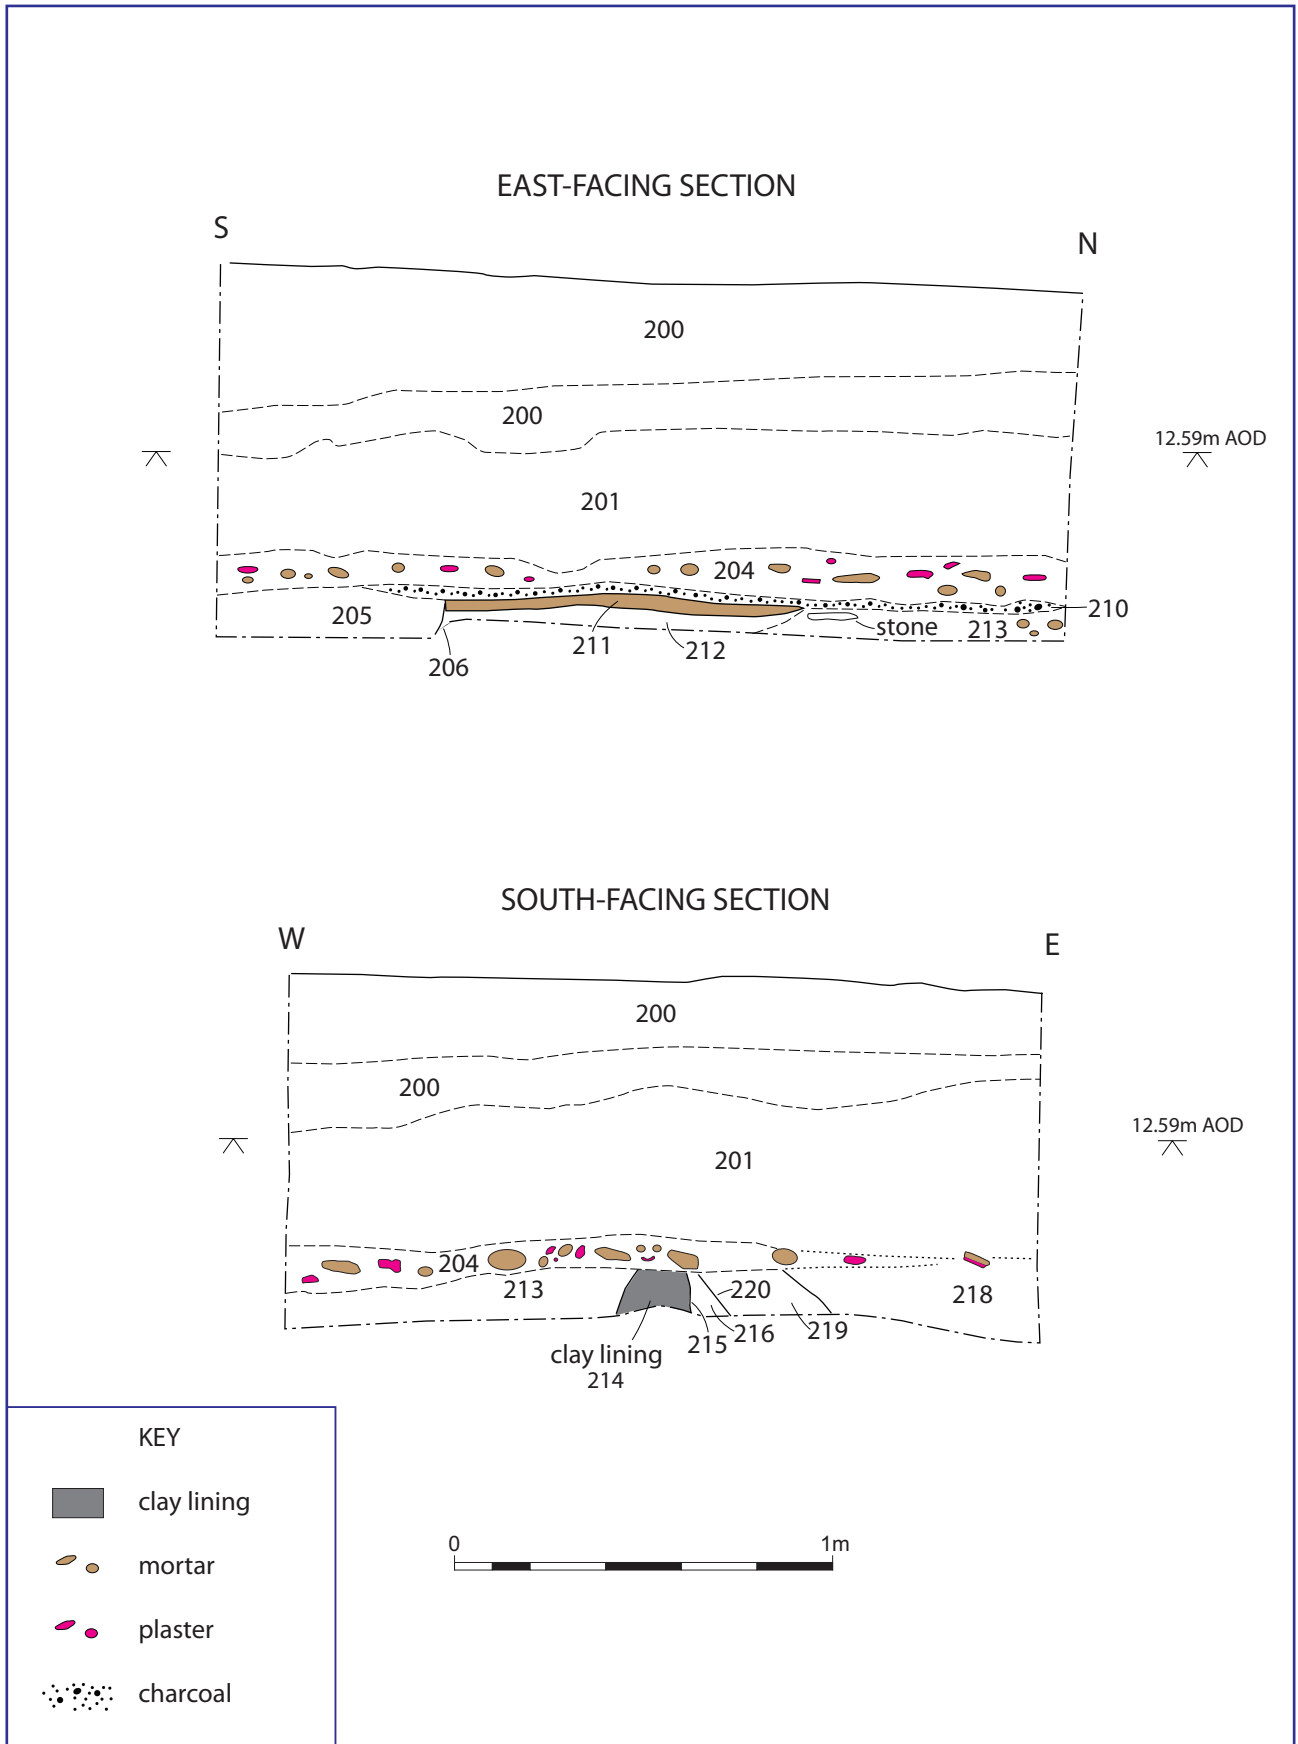 EAST-FACING SECTION
S
N
200
200
12.59m AOD
201
204
210
205
stone
213
211
212
206
SOUTH-FACING SECTION
W
E
200
200
12.59m AOD
201
204
213
220
218
216
219
215
clay lining
214
KEY
clay lining
mortar
plaster
charcoal
0
1m